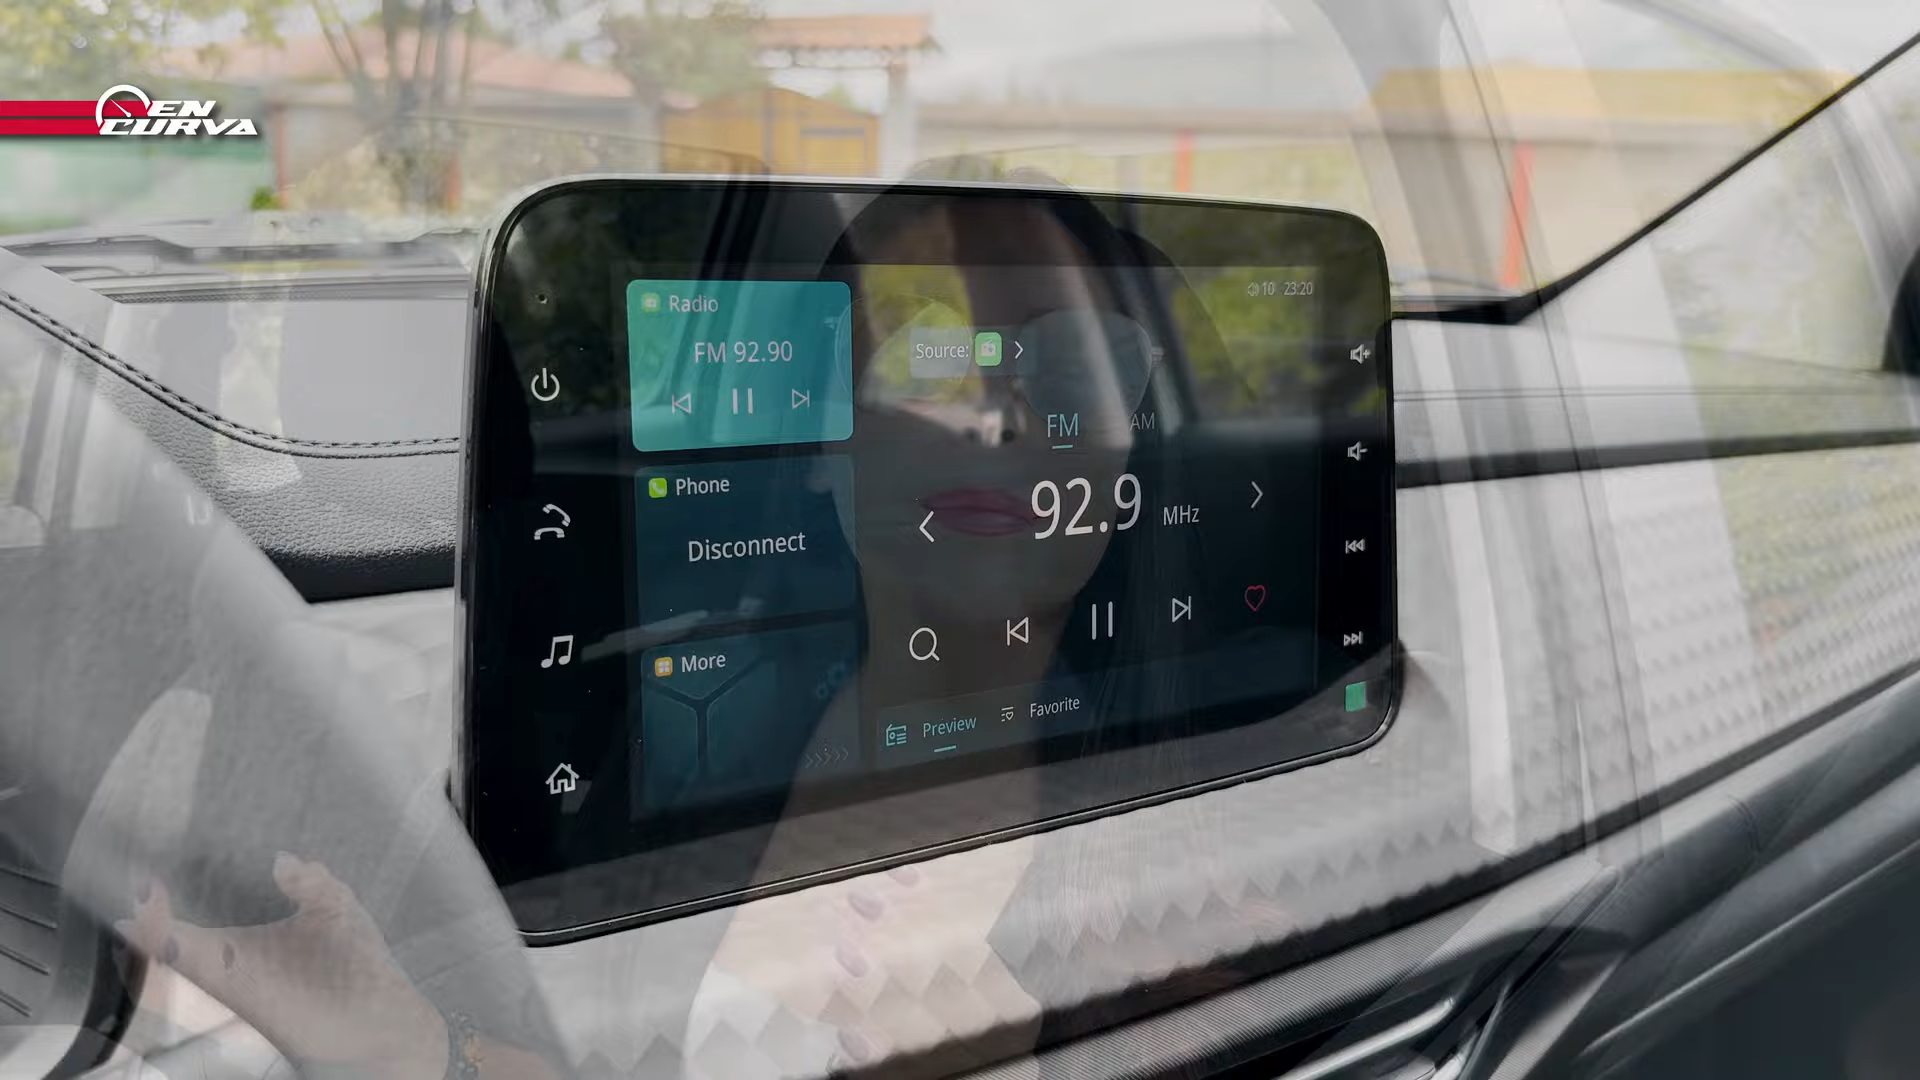 EN
CURVA
Radio
FM 92.90
Phone
Disconnect
More
10 23:20
Source:
FM AM
92.9 MHz
Preview Favorite